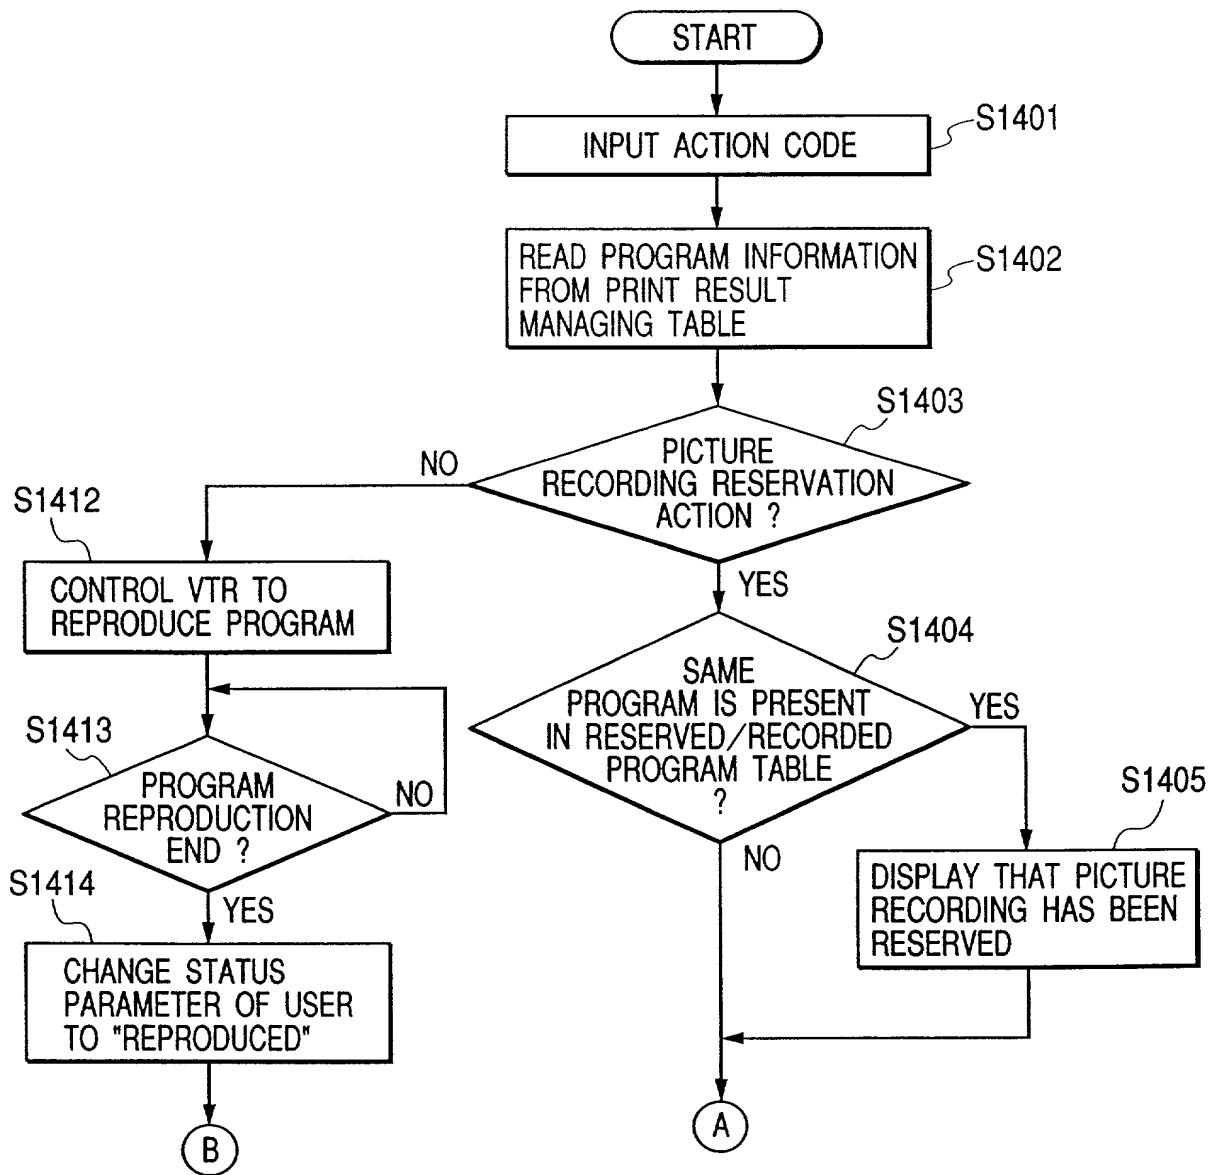 START
S1401
INPUT ACTION CODE
S1402
READ PROGRAM INFORMATION
FROM PRINT RESULT
MANAGING TABLE
S1403
PICTURE
RECORDING RESERVATION
ACTION ?
NO
YES
S1412
CONTROL VTR TO
REPRODUCE PROGRAM
S1404
SAME
PROGRAM IS PRESENT
IN RESERVED/RECORDED
PROGRAM TABLE
?
YES
NO
S1413
PROGRAM
REPRODUCTION
END ?
NO
YES
S1405
DISPLAY THAT PICTURE
RECORDING HAS BEEN
RESERVED
S1414
CHANGE STATUS
PARAMETER OF USER
TO "REPRODUCED"
B
A